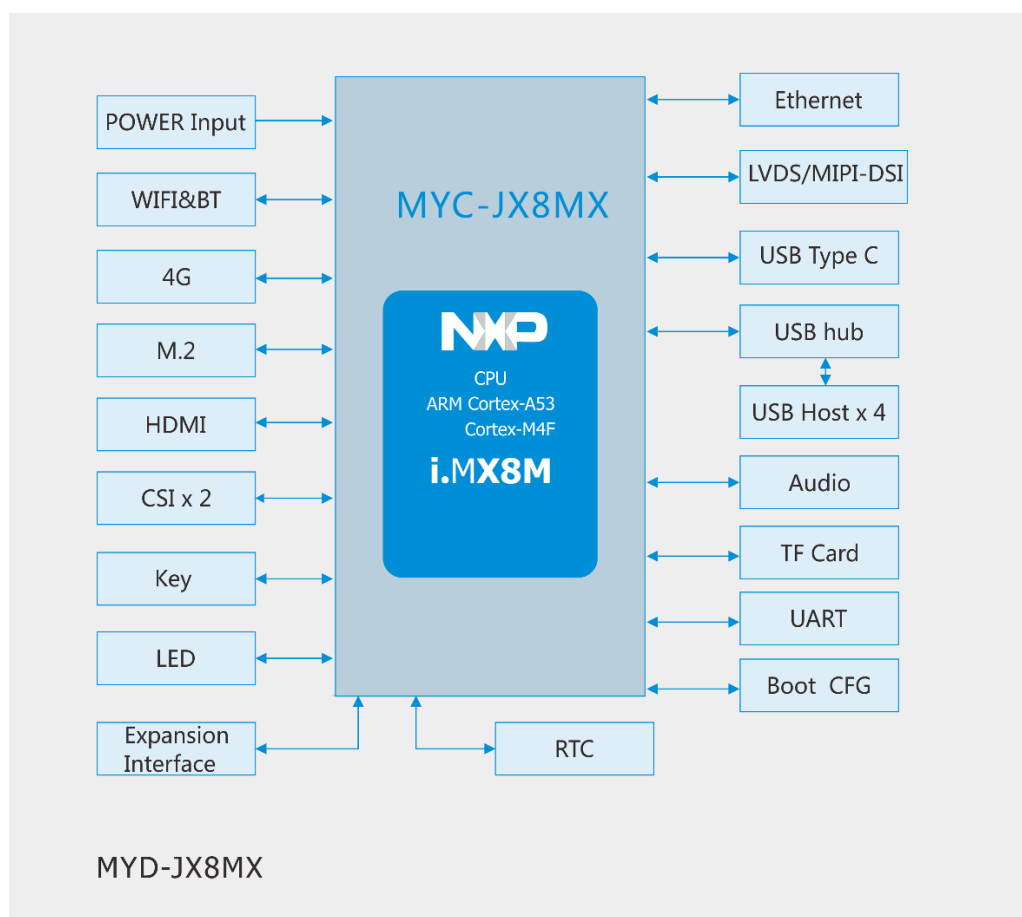 POWER Input
WIFI&BT
4G
M.2
HDMI
CSI x 2
Key
LED
Expansion
Interface
MYC-JX8MX
NXP
CPU
ARM Cortex-A53
Cortex-M4F
i.MX8M
Ethernet
LVDS/MIPI-DSI
USB Type C
USB hub
USB Host x 4
Audio
TF Card
UART
Boot CFG
RTC
MYD-JX8MX